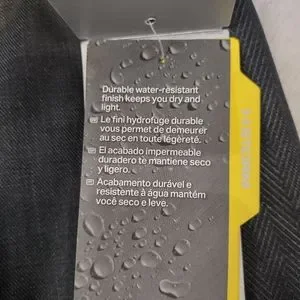 Durable water-resistant
finish keeps you dry and
light.
Le fini hydrofuge durable
vous permet de demeurer
au sec en toute légèreté.
El acabado impermeable
duradero te mantiene seco
y ligero.
Acabamento durável e
resistente à água mantém
você seco e leve.